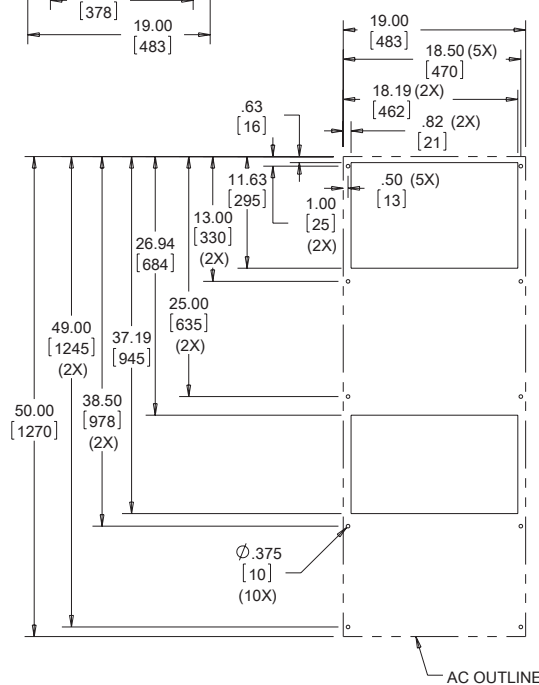 [378]
19.00
[483]
19.00
[483]
18.50 (5X)
[470]
18.19 (2X)
[462]
.63
[16]
.82 (2X)
[21]
11.63
[295]
.50 (5X)
[13]
1.00
[25]
(2X)
13.00
[330]
(2X)
26.94
[684]
25.00
[635]
(2X)
49.00
[1245]
(2X)
37.19
[945]
38.50
[978]
(2X)
50.00
[1270]
Ø.375
[10]
(10X)
AC OUTLINE